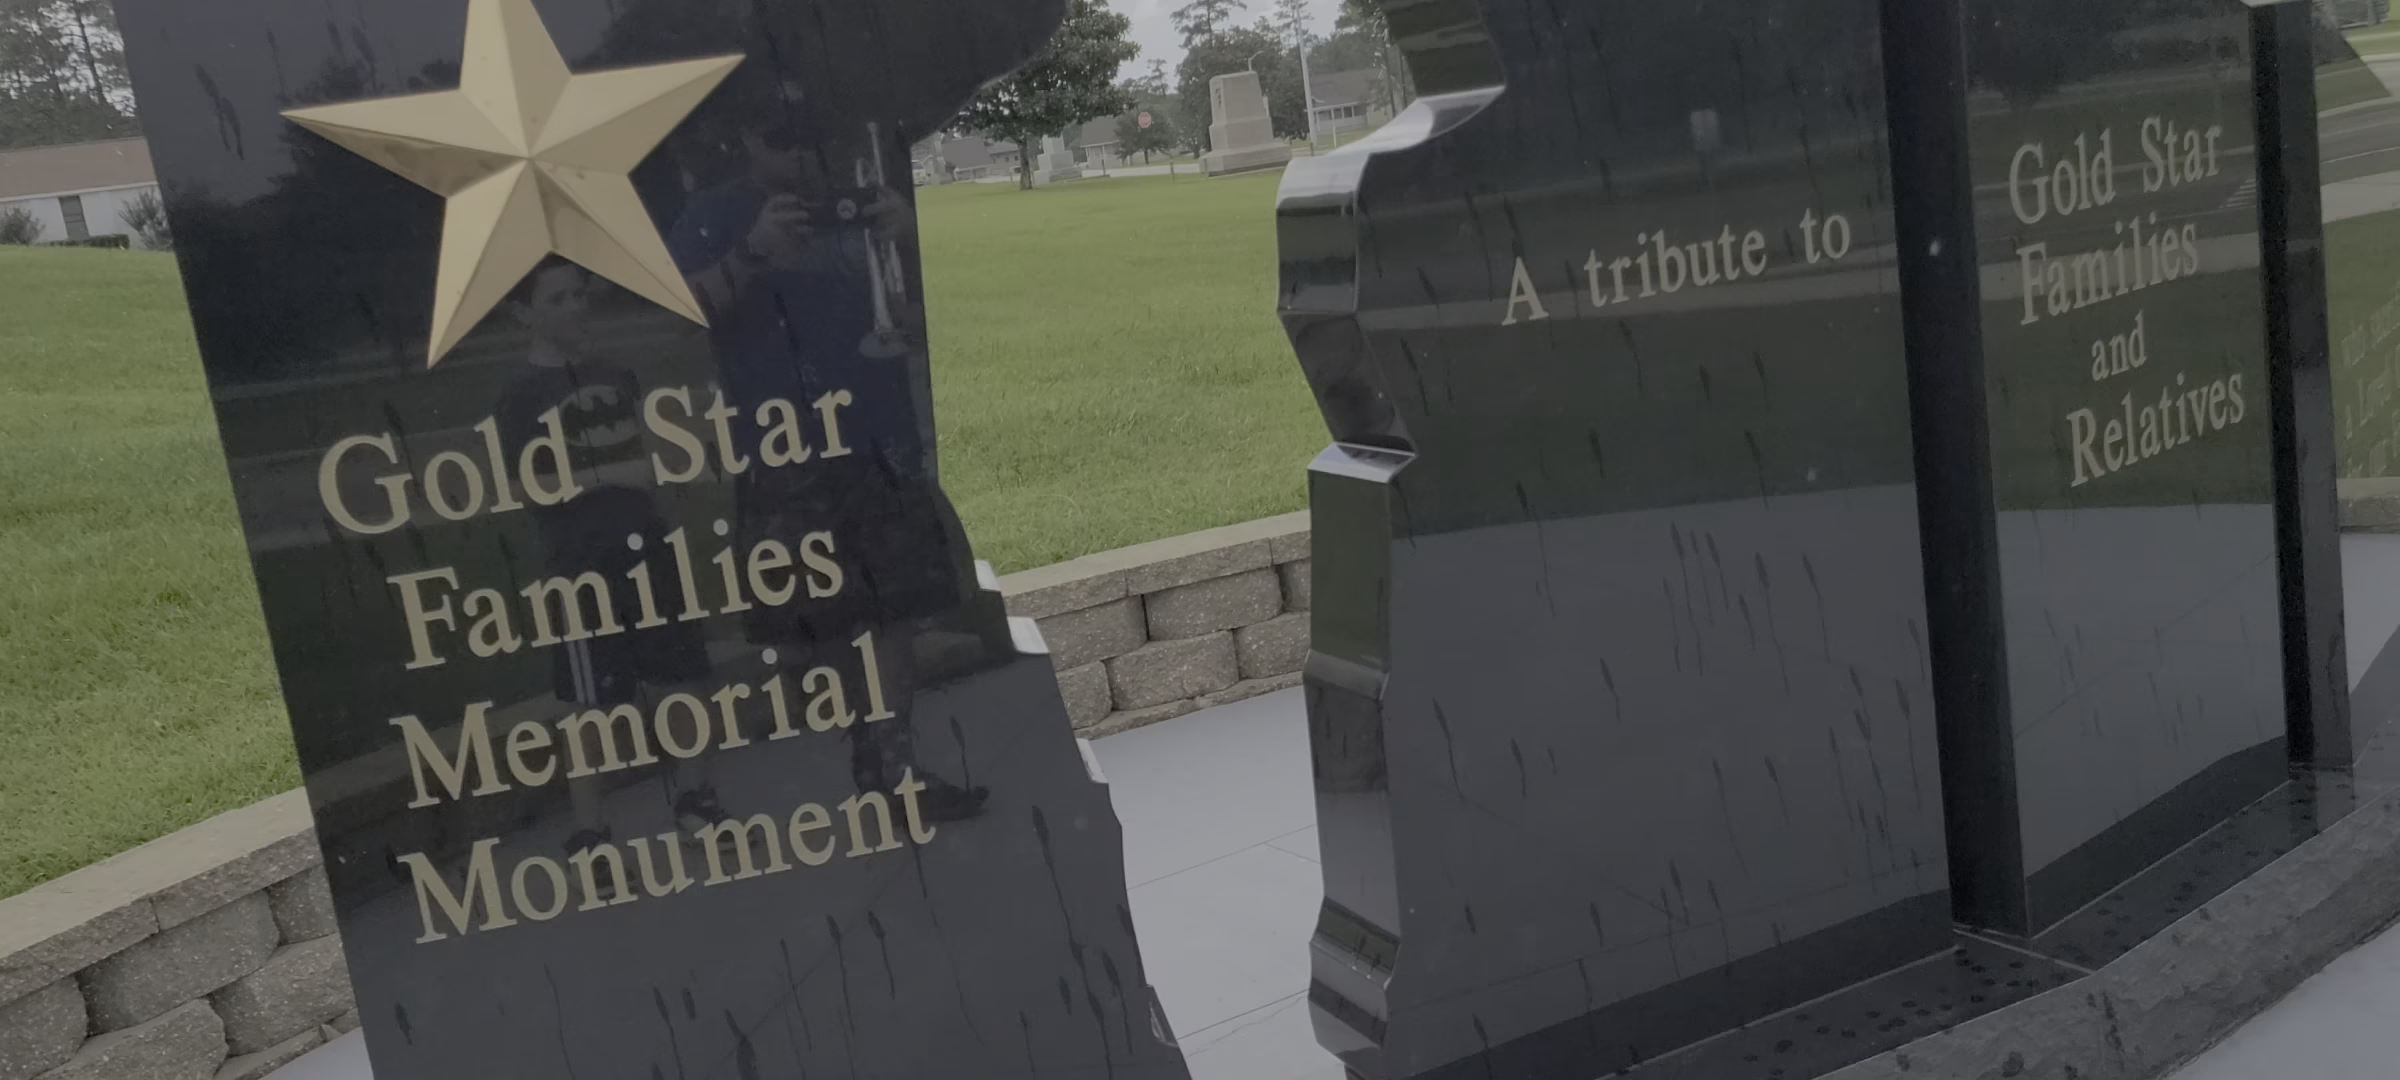 Gold Star
Families
Memorial
Monument
A tribute to
Gold Star
Families
and
Relatives